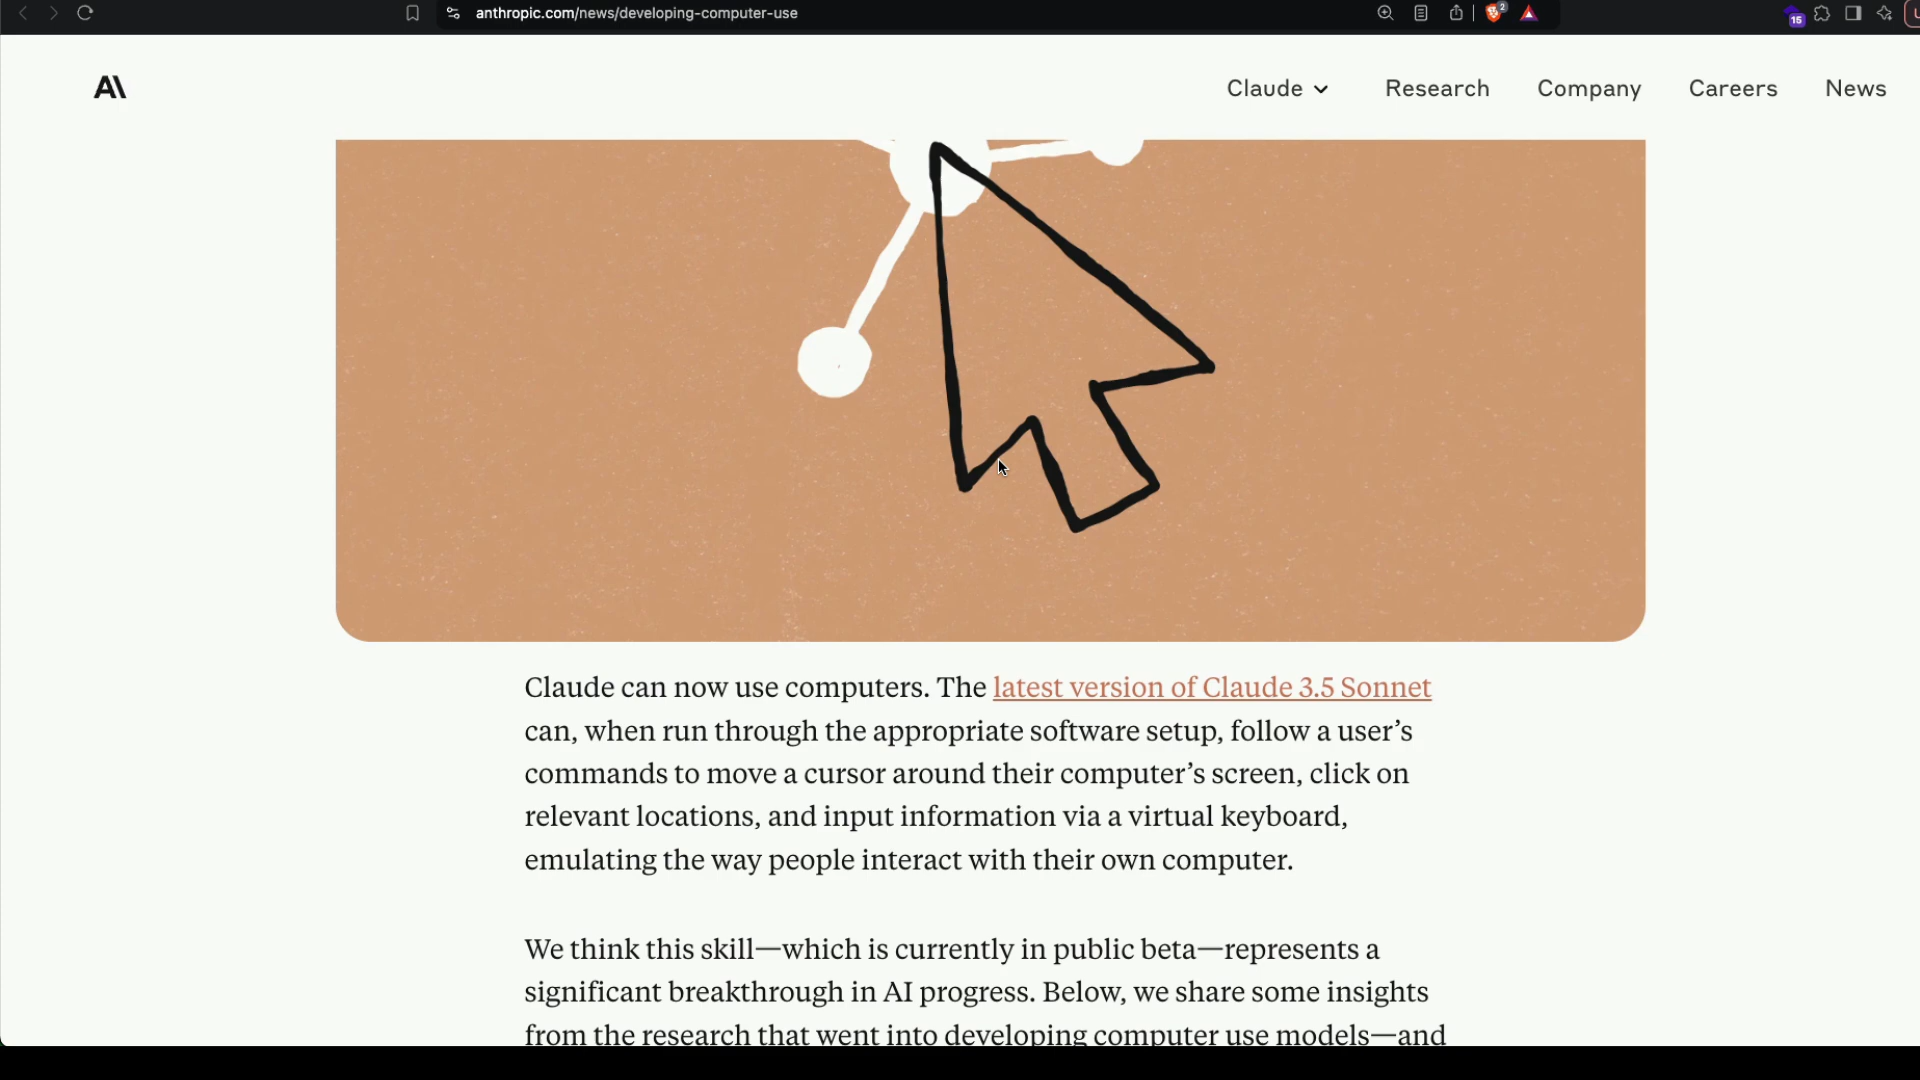 anthropic.com/news/developing-computer-use
2
15
A\
Claude
Research
Company
Careers
News
Claude can now use computers. The latest version of Claude 3.5 Sonnet
can, when run through the appropriate software setup, follow a user’s
commands to move a cursor around their computer’s screen, click on
relevant locations, and input information via a virtual keyboard,
emulating the way people interact with their own computer.
We think this skill—which is currently in public beta—represents a
significant breakthrough in AI progress. Below, we share some insights
from the research that went into developing computer use models—and